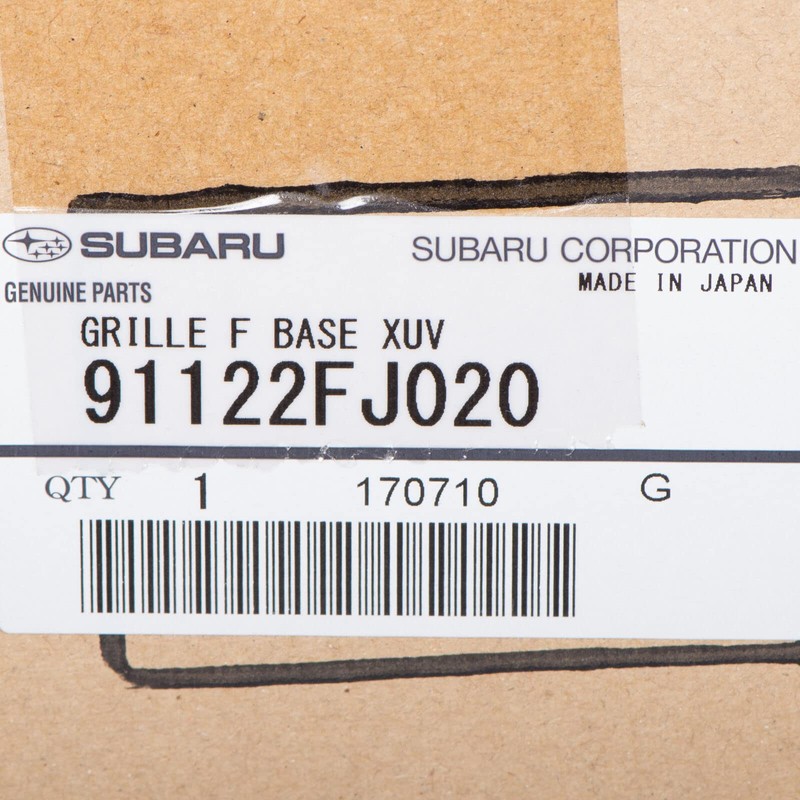 SUBARU SUBARU CORPORATION
GENUINE PARTS MADE IN JAPAN
GRILLE F BASE XUV
91122FJ020
QTY 1 170710 G